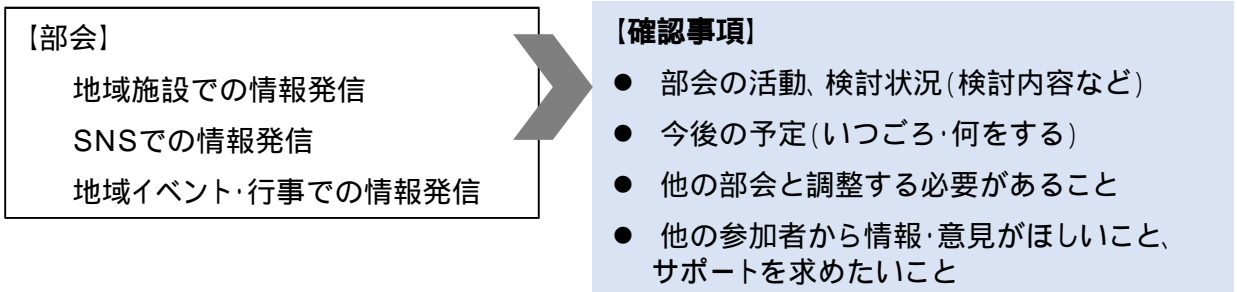 【部会】
地域施設での情報発信
SNSでの情報発信
地域イベント・行事での情報発信
【確認事項】
● 部会の活動、検討状況(検討内容など)
● 今後の予定(いつごろ・何をする)
● 他の部会と調整する必要があること
● 他の参加者から情報・意見がほしいこと、
サポートを求めたいこと